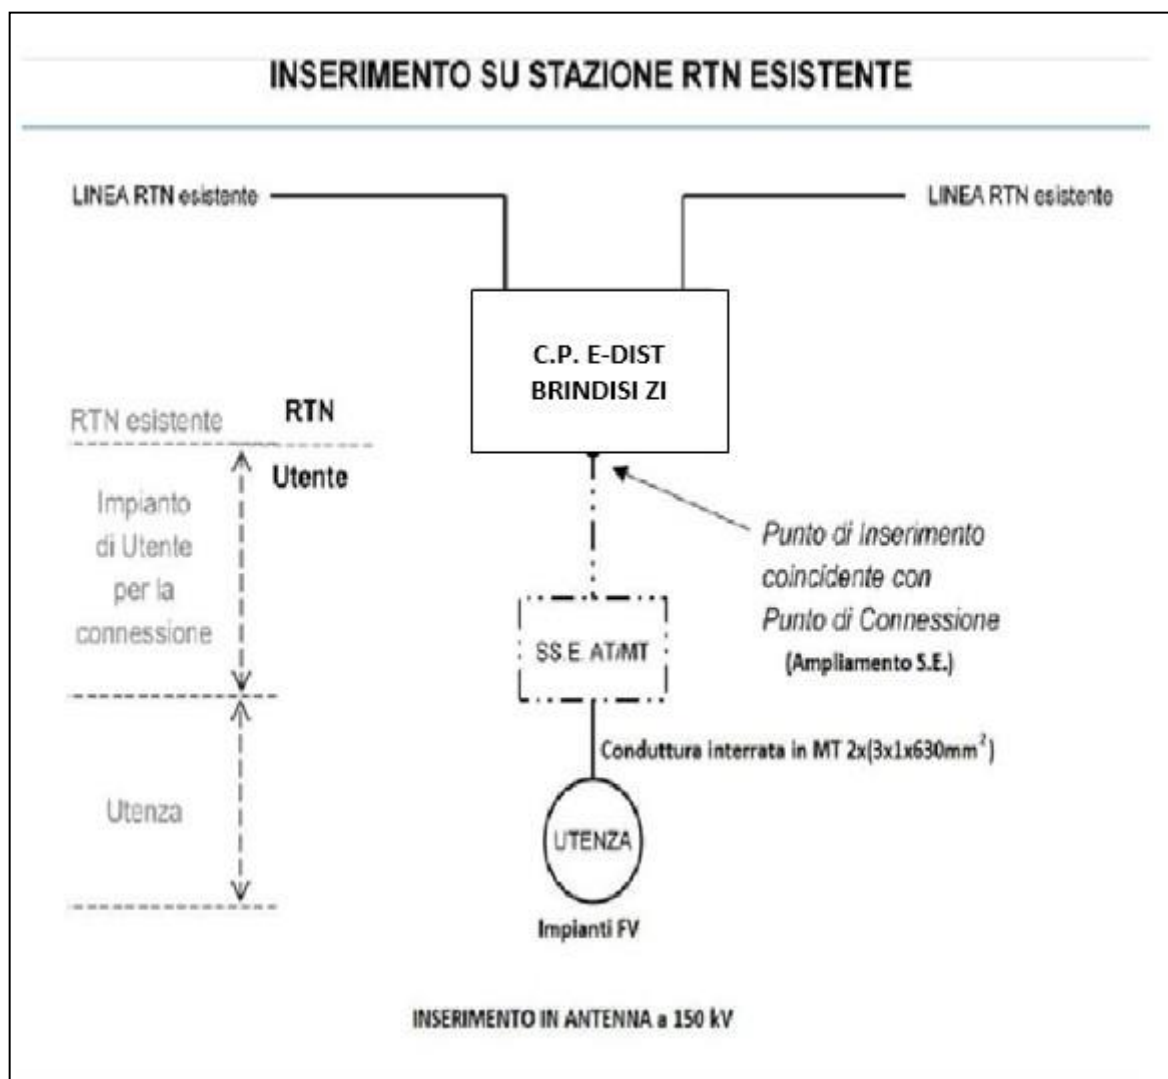 INSERIMENTO SU STAZIONE RTN ESISTENTE
LINEA RTN esistente
LINEA RTN esistente
C.P. E-DIST
BRINDISI ZI
RTN esistente
RTN
Utente
Impianto
di Utente
per la
connessione
Punto di Inserimento
coincidente con
Punto di Connessione
(Ampliamento S.E.)
SS.E. AT/MT
Conduttura interrata in MT 2x(3x1x630mm²)
Utenza
UTENZA
Impianti FV
INSERIMENTO IN ANTENNA a 150 kV